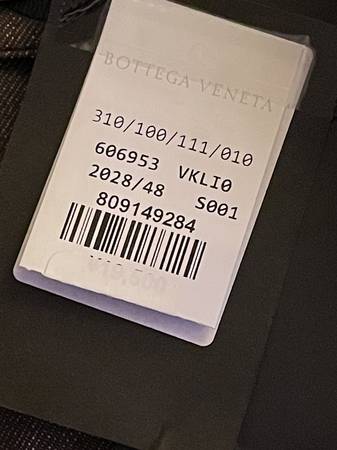 BOTTEGA VENETA
310/100/111/010
606953 VKLI0
2028/48 S001
809149284